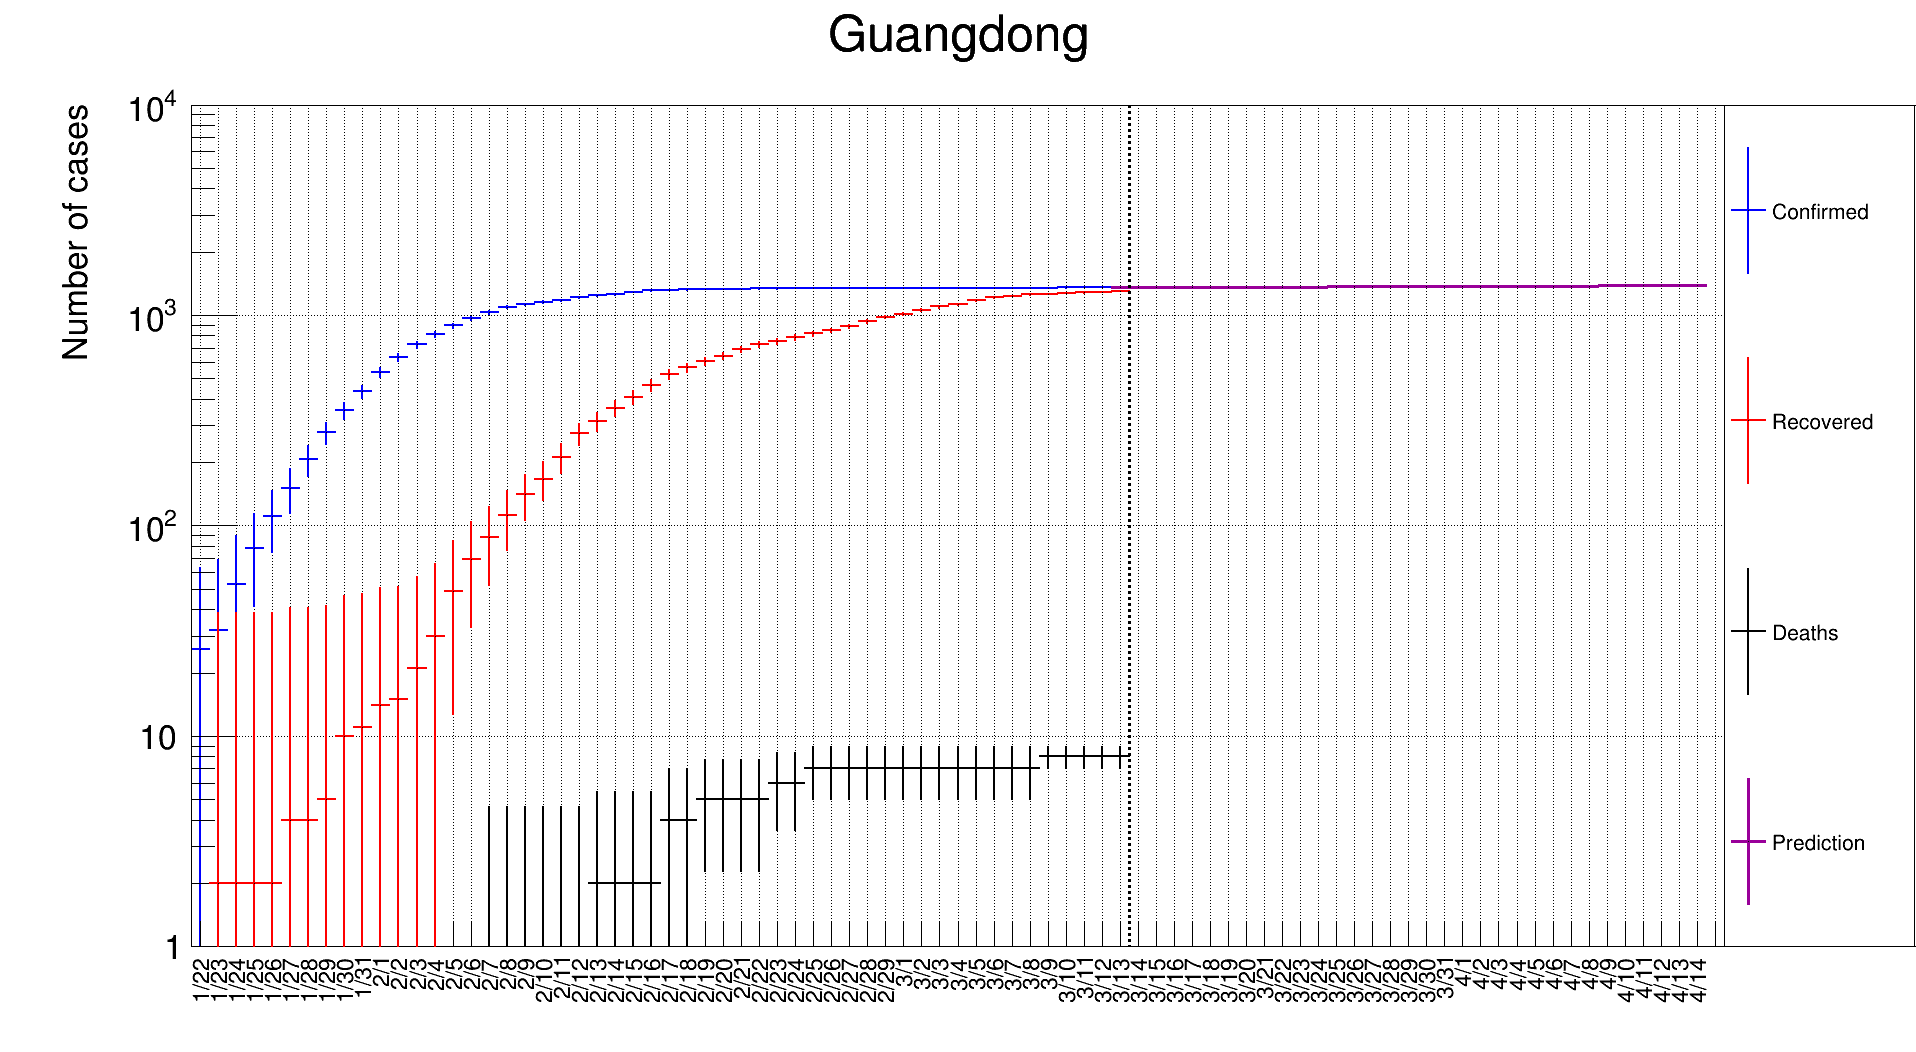 Guangdong
Number of cases
10^4
10^3
10^2
10
1
1/22 1/23 1/24 1/25 1/26 1/27 1/28 1/29 1/30 1/31 2/1 2/2 2/3 2/4 2/5 2/6 2/7 2/8 2/9 2/10 2/11 2/12 2/13 2/14 2/15 2/16 2/17 2/18 2/19 2/20 2/21 2/22 2/23 2/24 2/25 2/26 2/27 2/28 2/29 3/1 3/2 3/3 3/4 3/5 3/6 3/7 3/8 3/9 3/10 3/11 3/12 3/13 3/14 3/15 3/16 3/17 3/18 3/19 3/20 3/21 3/22 3/23 3/24 3/25 3/26 3/27 3/28 3/29 3/30 3/31 4/1 4/2 4/3 4/4 4/5 4/6 4/7 4/8 4/9 4/10 4/11 4/12 4/13 4/14
Confirmed
Recovered
Deaths
Prediction